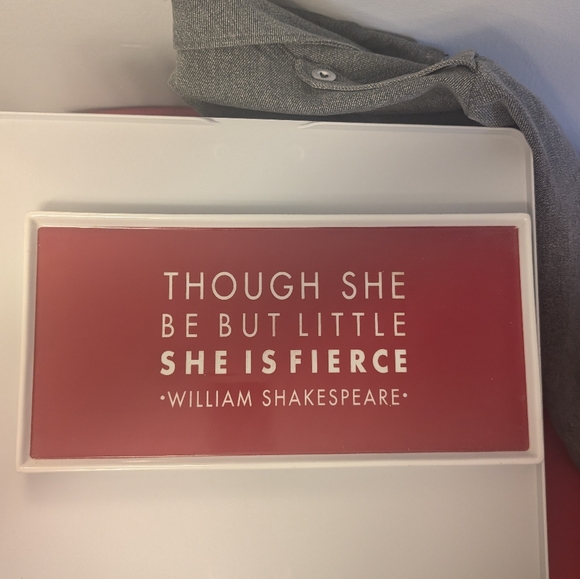 THOUGH SHE
BE BUT LITTLE
SHE IS FIERCE
•WILLIAM SHAKESPEARE•